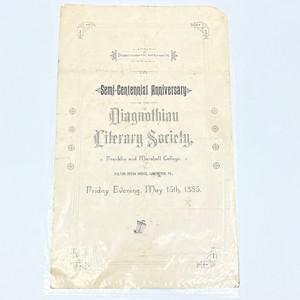 Semi-Centennial Anniversary
Diagnothian
Literary Society,
Franklin and Marshall College,
FULTON OPERA HOUSE, LANCASTER, PA.,
Friday Evening, May 15th, 1885.